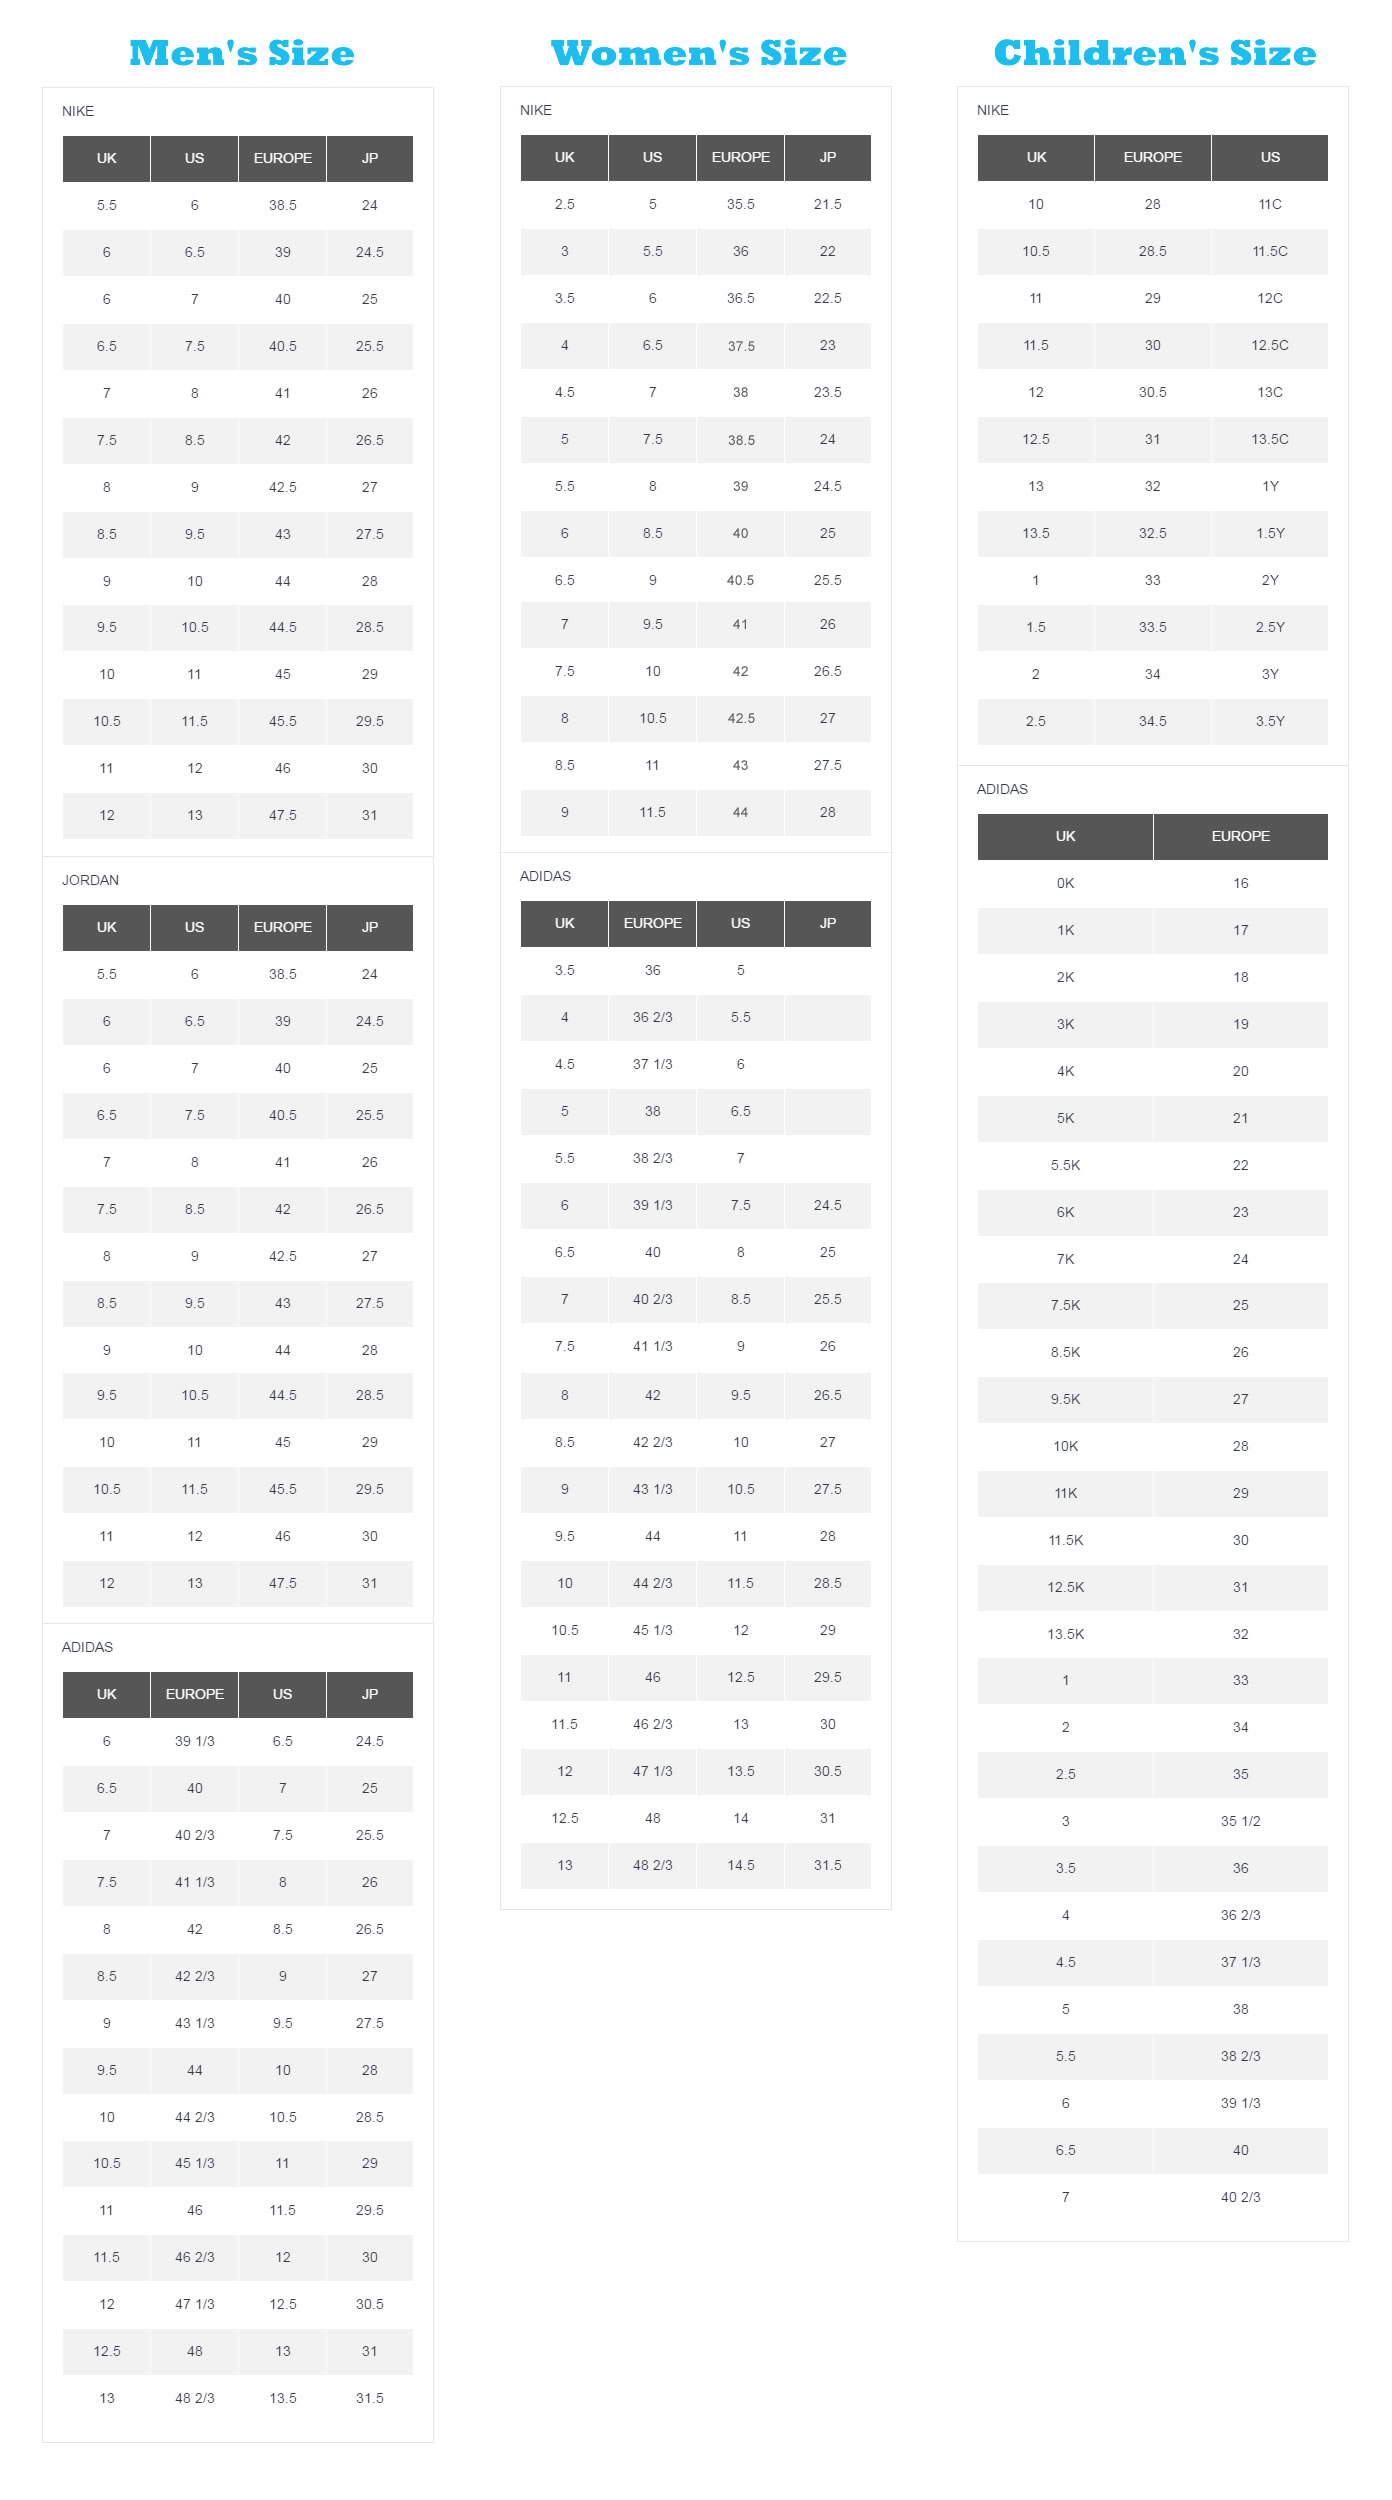 Men's Size
NIKE
UK US EUROPE JP
5.5 6 38.5 24
6 6.5 39 24.5
6 7 40 25
6.5 7.5 40.5 25.5
7 8 41 26
7.5 8.5 42 26.5
8 9 42.5 27
8.5 9.5 43 27.5
9 10 44 28
9.5 10.5 44.5 28.5
10 11 45 29
10.5 11.5 45.5 29.5
11 12 46 30
12 13 47.5 31
JORDAN
UK US EUROPE JP
5.5 6 38.5 24
6 6.5 39 24.5
6 7 40 25
6.5 7.5 40.5 25.5
7 8 41 26
7.5 8.5 42 26.5
8 9 42.5 27
8.5 9.5 43 27.5
9 10 44 28
9.5 10.5 44.5 28.5
10 11 45 29
10.5 11.5 45.5 29.5
11 12 46 30
12 13 47.5 31
ADIDAS
UK EUROPE US JP
6 39 1/3 6.5 24.5
6.5 40 7 25
7 40 2/3 7.5 25.5
7.5 41 1/3 8 26
8 42 8.5 26.5
8.5 42 2/3 9 27
9 43 1/3 9.5 27.5
9.5 44 10 28
10 44 2/3 10.5 28.5
10.5 45 1/3 11 29
11 46 11.5 29.5
11.5 46 2/3 12 30
12 47 1/3 12.5 30.5
12.5 48 13 31
13 48 2/3 13.5 31.5
Women's Size
NIKE
UK US EUROPE JP
2.5 5 35.5 21.5
3 5.5 36 22
3.5 6 36.5 22.5
4 6.5 37.5 23
4.5 7 38 23.5
5 7.5 38.5 24
5.5 8 39 24.5
6 8.5 40 25
6.5 9 40.5 25.5
7 9.5 41 26
7.5 10 42 26.5
8 10.5 42.5 27
8.5 11 43 27.5
9 11.5 44 28
ADIDAS
UK EUROPE US JP
3.5 36 5
4 36 2/3 5.5
4.5 37 1/3 6
5 38 6.5
5.5 38 2/3 7
6 39 1/3 7.5 24.5
6.5 40 8 25
7 40 2/3 8.5 25.5
7.5 41 1/3 9 26
8 42 9.5 26.5
8.5 42 2/3 10 27
9 43 1/3 10.5 27.5
9.5 44 11 28
10 44 2/3 11.5 28.5
10.5 45 1/3 12 29
11 46 12.5 29.5
11.5 46 2/3 13 30
12 47 1/3 13.5 30.5
12.5 48 14 31
13 48 2/3 14.5 31.5
Children's Size
NIKE
UK EUROPE US
10 28 11C
10.5 28.5 11.5C
11 29 12C
11.5 30 12.5C
12 30.5 13C
12.5 31 13.5C
13 32 1Y
13.5 32.5 1.5Y
1 33 2Y
1.5 33.5 2.5Y
2 34 3Y
2.5 34.5 3.5Y
ADIDAS
UK EUROPE
0K 16
1K 17
2K 18
3K 19
4K 20
5K 21
5.5K 22
6K 23
7K 24
7.5K 25
8.5K 26
9.5K 27
10K 28
11K 29
11.5K 30
12.5K 31
13.5K 32
1 33
2 34
2.5 35
3 35 1/2
3.5 36
4 36 2/3
4.5 37 1/3
5 38
5.5 38 2/3
6 39 1/3
6.5 40
7 40 2/3